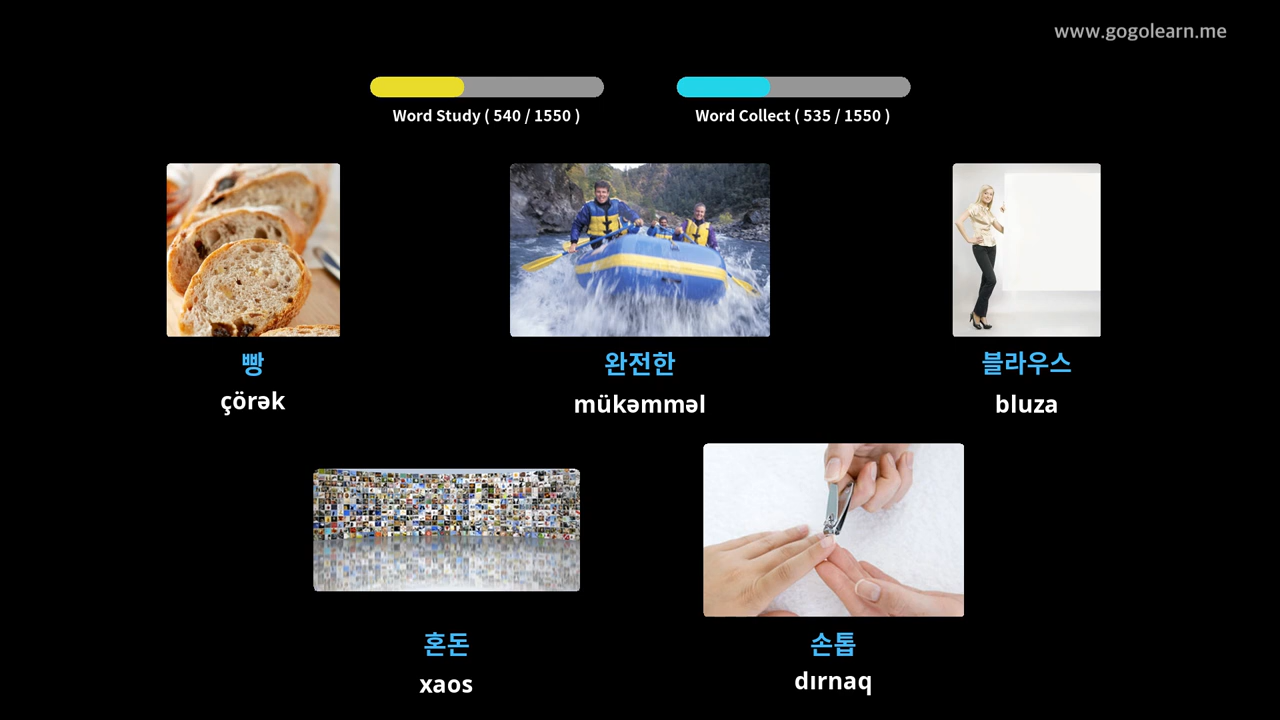 www.gogolearn.me
Word Study ( 540 / 1550 )
Word Collect ( 535 / 1550 )
빵
çörək
완전한
mükəmməl
블라우스
bluza
혼돈
xaos
손톱
dırnaq